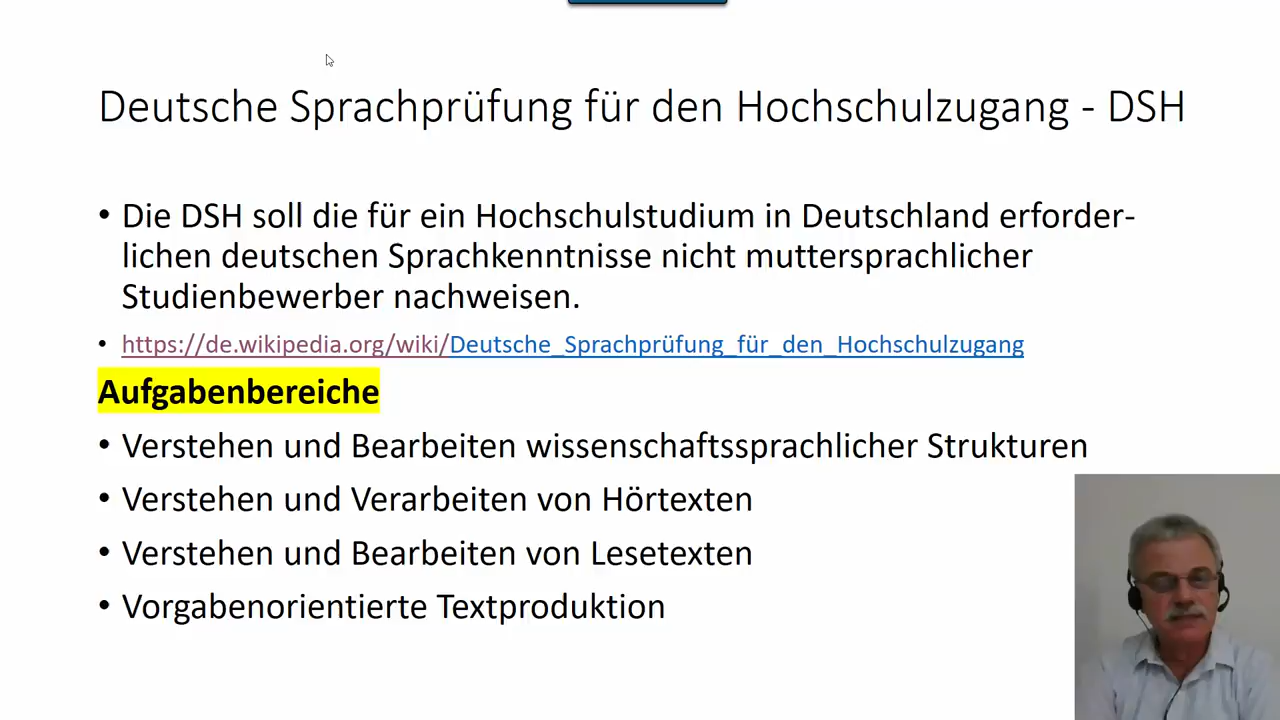 Deutsche Sprachprüfung für den Hochschulzugang - DSH
• Die DSH soll die für ein Hochschulstudium in Deutschland erforder-
lichen deutschen Sprachkenntnisse nicht muttersprachlicher
Studienbewerber nachweisen.
• https://de.wikipedia.org/wiki/Deutsche_Sprachprüfung_für_den_Hochschulzugang
Aufgabenbereiche
• Verstehen und Bearbeiten wissenschaftssprachlicher Strukturen
• Verstehen und Verarbeiten von Hörtexten
• Verstehen und Bearbeiten von Lesetexten
• Vorgabenorientierte Textproduktion